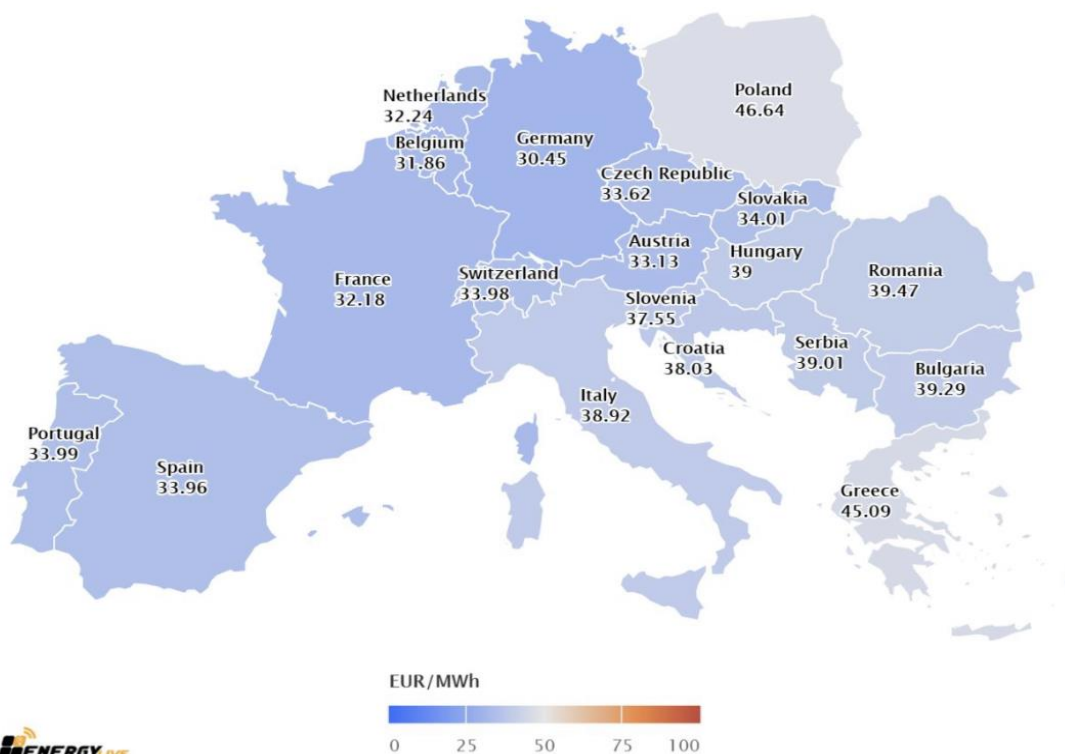 Poland
46.64
Netherlands
32.24
Belgium
31.86
Germany
30.45
Czech Republic
33.62
Slovakia
34.01
Austria
33.13
Hungary
39
France
32.18
Switzerland
33.98
Romania
39.47
Slovenia
37.55
Croatia
38.03
Serbia
39.01
Bulgaria
39.29
Italy
38.92
Portugal
33.99
Spain
33.96
Greece
45.09
EUR/MWh
0 25 50 75 100
ENERGY LIVE